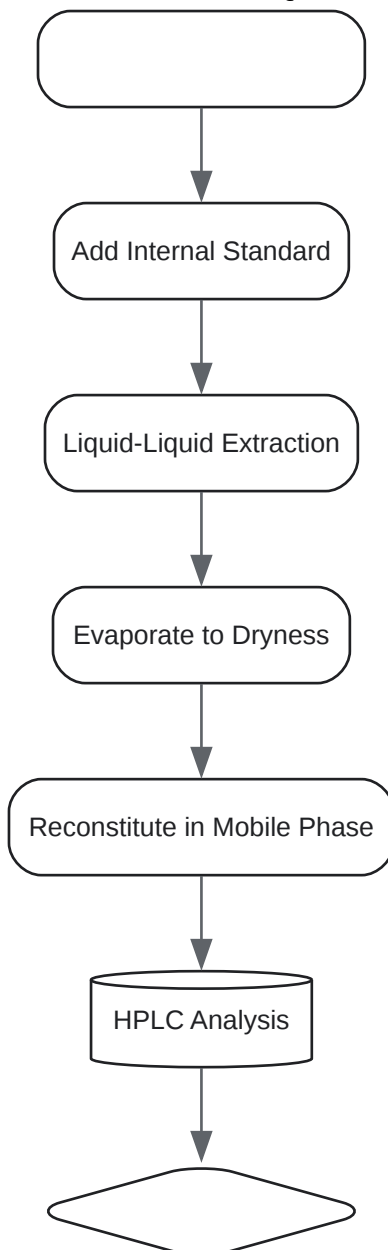 Add Internal Standard
Liquid-Liquid Extraction
Evaporate to Dryness
Reconstitute in Mobile Phase
HPLC Analysis